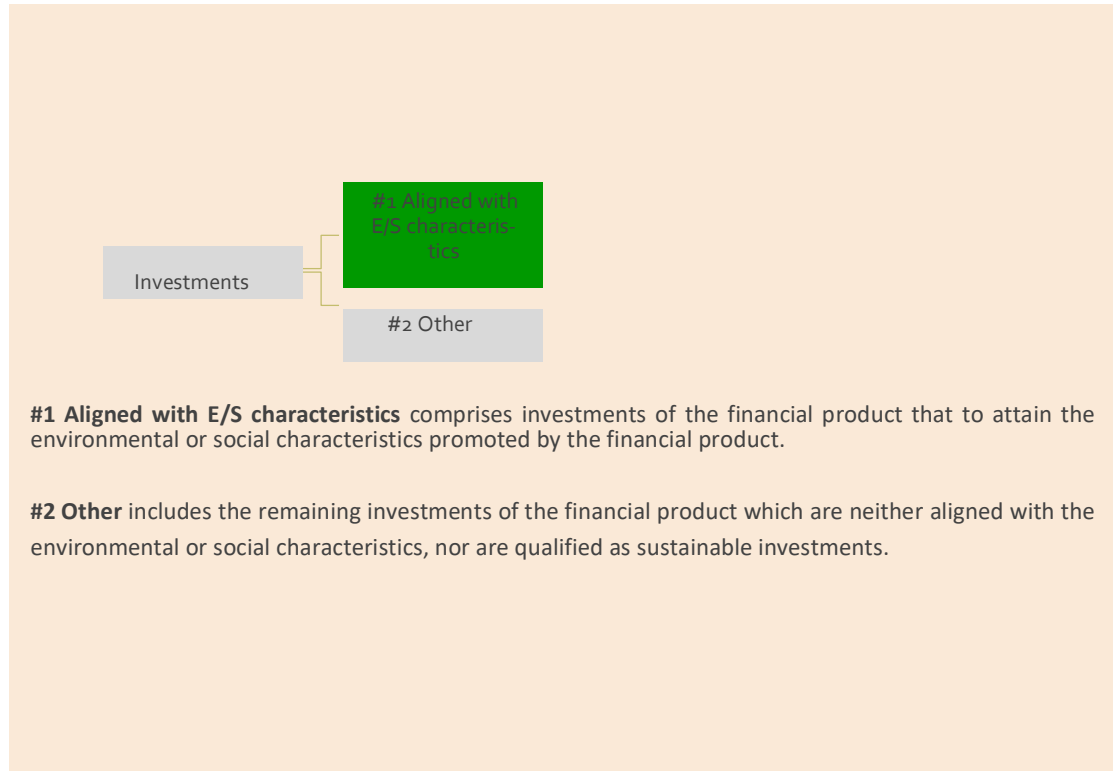 #1 Aligned with
E/S characteris-
tics
Investments
#2 Other
#1 Aligned with E/S characteristics comprises investments of the financial product that to attain the
environmental or social characteristics promoted by the financial product.
#2 Other includes the remaining investments of the financial product which are neither aligned with the
environmental or social characteristics, nor are qualified as sustainable investments.